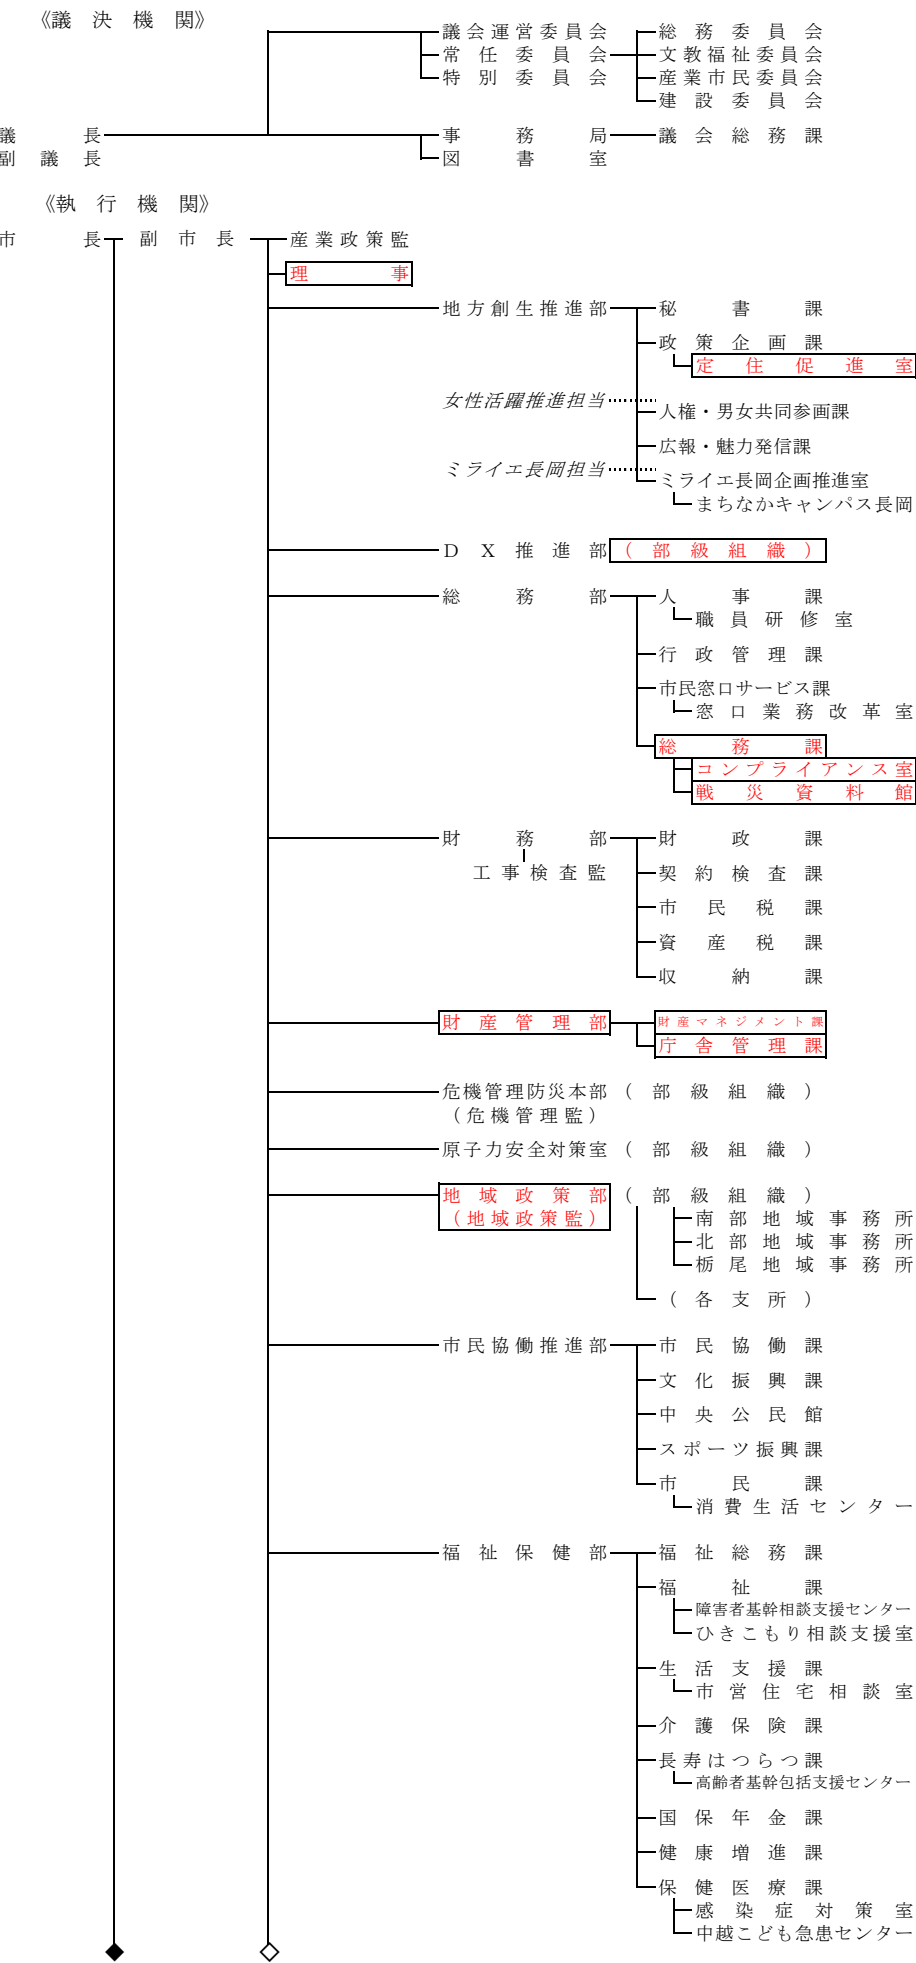 《議決機関》
議会運営委員会 総務委員会
常任委員会 文教福祉委員会
特別委員会 産業市民委員会
建設委員会
議長 事務局 議会総務課
副議長 図書室
《執行機関》
市長 副市長 産業政策監
理事
地方創生推進部 秘書課
政策企画課
定住促進室
女性活躍推進担当
人権・男女共同参画課
広報・魅力発信課
ミライエ長岡担当
ミライエ長岡企画推進室
まちなかキャンパス長岡
DX推進部(部級組織)
総務部 人事課
職員研修室
行政管理課
市民窓口サービス課
窓口業務改革室
総務課
コンプライアンス室
戦災資料館
財務部 財政課
工事検査監 契約検査課
市民税課
資産税課
収納課
財産管理部 財産マネジメント課
庁舎管理課
危機管理防災本部(部級組織)
(危機管理監)
原子力安全対策室(部級組織)
地域政策部(部級組織)
(地域政策監) 南部地域事務所
北部地域事務所
栃尾地域事務所
(各支所)
市民協働推進部 市民協働課
文化振興課
中央公民館
スポーツ振興課
市民課
消費生活センター
福祉保健部 福祉総務課
福祉課
障害者基幹相談支援センター
ひきこもり相談支援室
生活支援課
市営住宅相談室
介護保険課
長寿はつらつ課
高齢者基幹包括支援センター
国保年金課
健康増進課
保健医療課
感染症対策室
中越こども急患センター